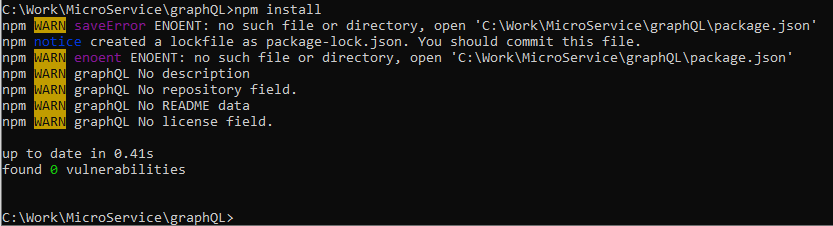 C:\Work\MicroService\graphQL>npm install
npm WARN saveError ENOENT: no such file or directory, open 'C:\Work\MicroService\graphQL\package.json'
npm notice created a lockfile as package-lock.json. You should commit this file.
npm WARN enoent ENOENT: no such file or directory, open 'C:\Work\MicroService\graphQL\package.json'
npm WARN graphQL No description
npm WARN graphQL No repository field.
npm WARN graphQL No README data
npm WARN graphQL No license field.
up to date in 0.41s
found 0 vulnerabilities
C:\Work\MicroService\graphQL>